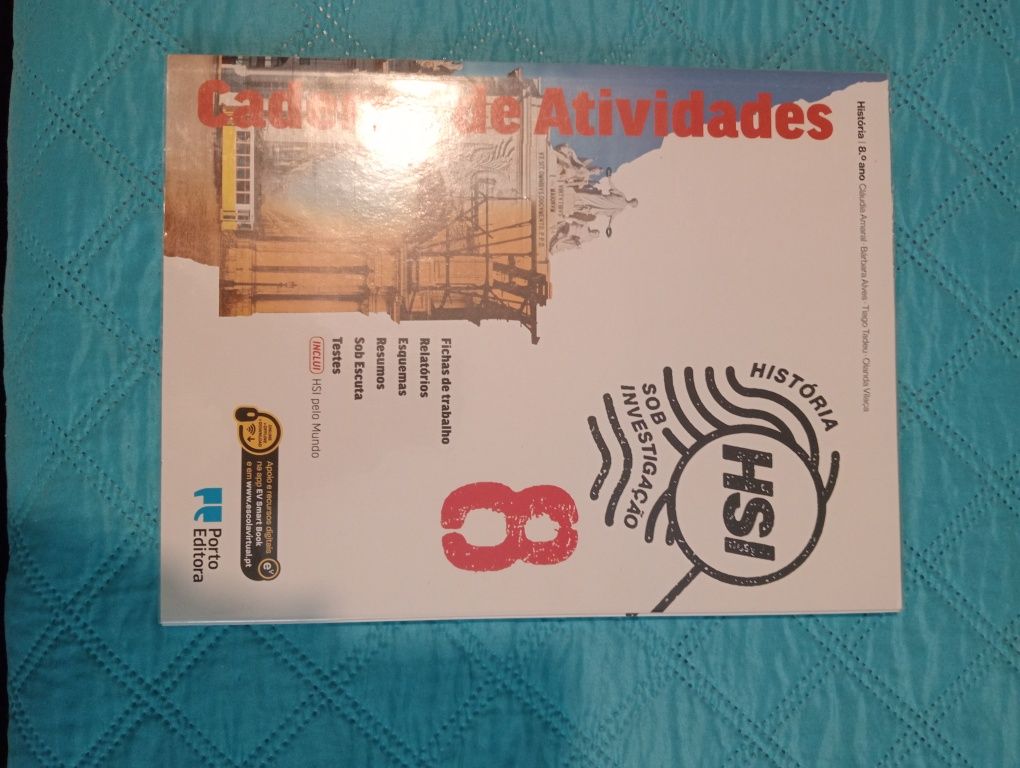 História | 8.º ano Cláudia Amaral · Bárbara Alves · Tiago Tadeu · Olanda Vilaça
HISTÓRIA
HSI
SOB
INVESTIGAÇÃO
8
Caderno de Atividades
Fichas de trabalho
Relatórios
Esquemas
Resumos
Sob Escuta
Testes
INCLUI HSI pelo Mundo
Apoio e recursos digitais
na app EV Smart Book
e em www.escolavirtual.pt
ev
Porto
Editora